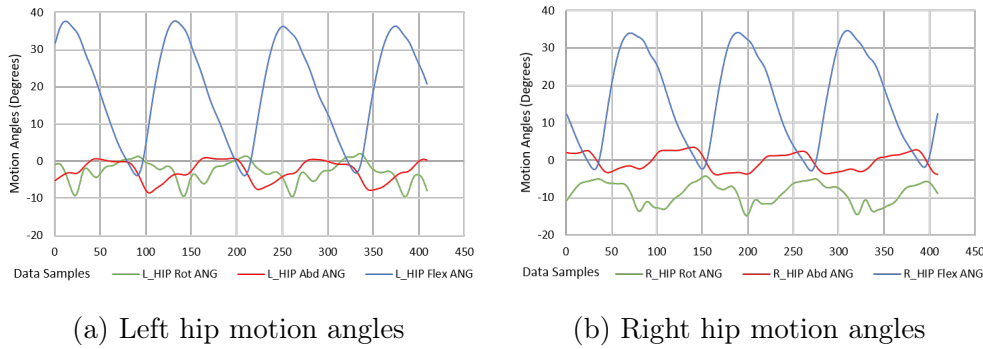 40
30
20
10
0
-10
-20
Motion Angles (Degrees)
0 50 100 150 200 250 300 350 400 450
Data Samples L_HIP Rot ANG L_HIP Abd ANG L_HIP Flex ANG
(a) Left hip motion angles
40
30
20
10
0
-10
-20
Motion Angles (Degrees)
0 50 100 150 200 250 300 350 400 450
Data Samples R_HIP Rot ANG R_HIP Abd ANG R_HIP Flex ANG
(b) Right hip motion angles